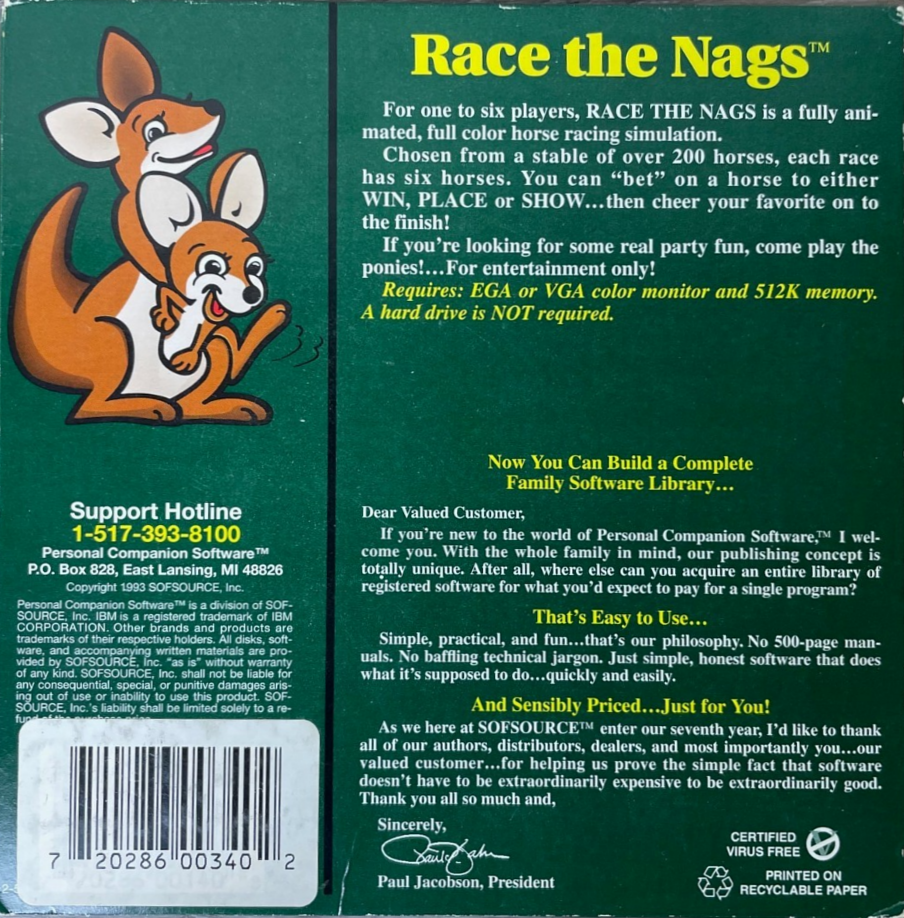 Race the Nags™
For one to six players, RACE THE NAGS is a fully ani-
mated, full color horse racing simulation.
Chosen from a stable of over 200 horses, each race
has six horses. You can “bet” on a horse to either
WIN, PLACE or SHOW...then cheer your favorite on to
the finish!
If you’re looking for some real party fun, come play the
ponies!...For entertainment only!
Requires: EGA or VGA color monitor and 512K memory.
A hard drive is NOT required.
Now You Can Build a Complete
Family Software Library...
Dear Valued Customer,
If you’re new to the world of Personal Companion Software,™ I wel-
come you. With the whole family in mind, our publishing concept is
totally unique. After all, where else can you acquire an entire library of
registered software for what you’d expect to pay for a single program?
That’s Easy to Use...
Simple, practical, and fun...that’s our philosophy. No 500-page man-
uals. No baffling technical jargon. Just simple, honest software that does
what it’s supposed to do...quickly and easily.
And Sensibly Priced...Just for You!
As we here at SOFSOURCE™ enter our seventh year, I’d like to thank
all of our authors, distributors, dealers, and most importantly you...our
valued customer...for helping us prove the simple fact that software
doesn’t have to be extraordinarily expensive to be extraordinarily good.
Thank you all so much and,
Sincerely,
Paul Jacobson, President
CERTIFIED
VIRUS FREE
PRINTED ON
RECYCLABLE PAPER
Support Hotline
1-517-393-8100
Personal Companion Software™
P.O. Box 828, East Lansing, MI 48826
Copyright 1993 SOFSOURCE, Inc.
Personal Companion Software™ is a division of SOF-
SOURCE, Inc. IBM is a registered trademark of IBM
CORPORATION. Other brands and products are
trademarks of their respective holders. All disks, soft-
ware, and accompanying written materials are pro-
vided by SOFSOURCE, Inc. “as is” without warranty
of any kind. SOFSOURCE, Inc. shall not be liable for
any consequential, special, or punitive damages aris-
ing out of use or inability to use this product. SOF-
SOURCE, Inc.’s liability shall be limited solely to a re-
fund of the purchase price.
7 20286 00340 2